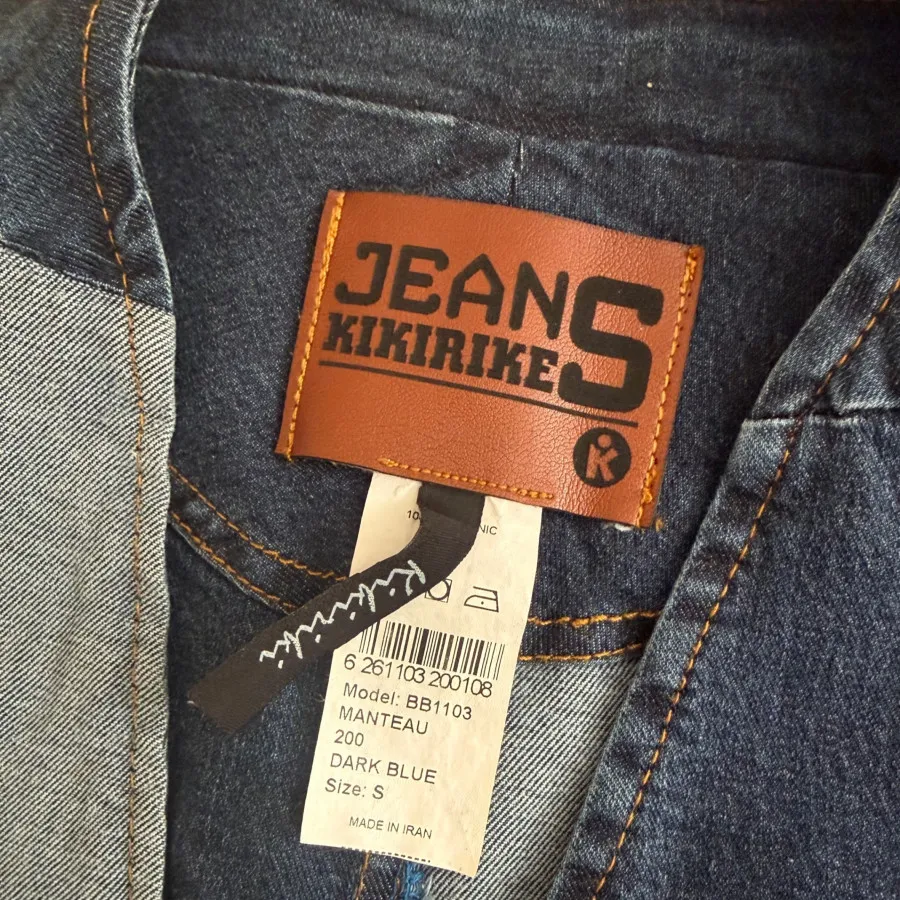 JEANS
KIKIRIKE
K
Kikiriki
6 261103 200108
Model: BB1103
MANTEAU
200
DARK BLUE
Size: S
MADE IN IRAN